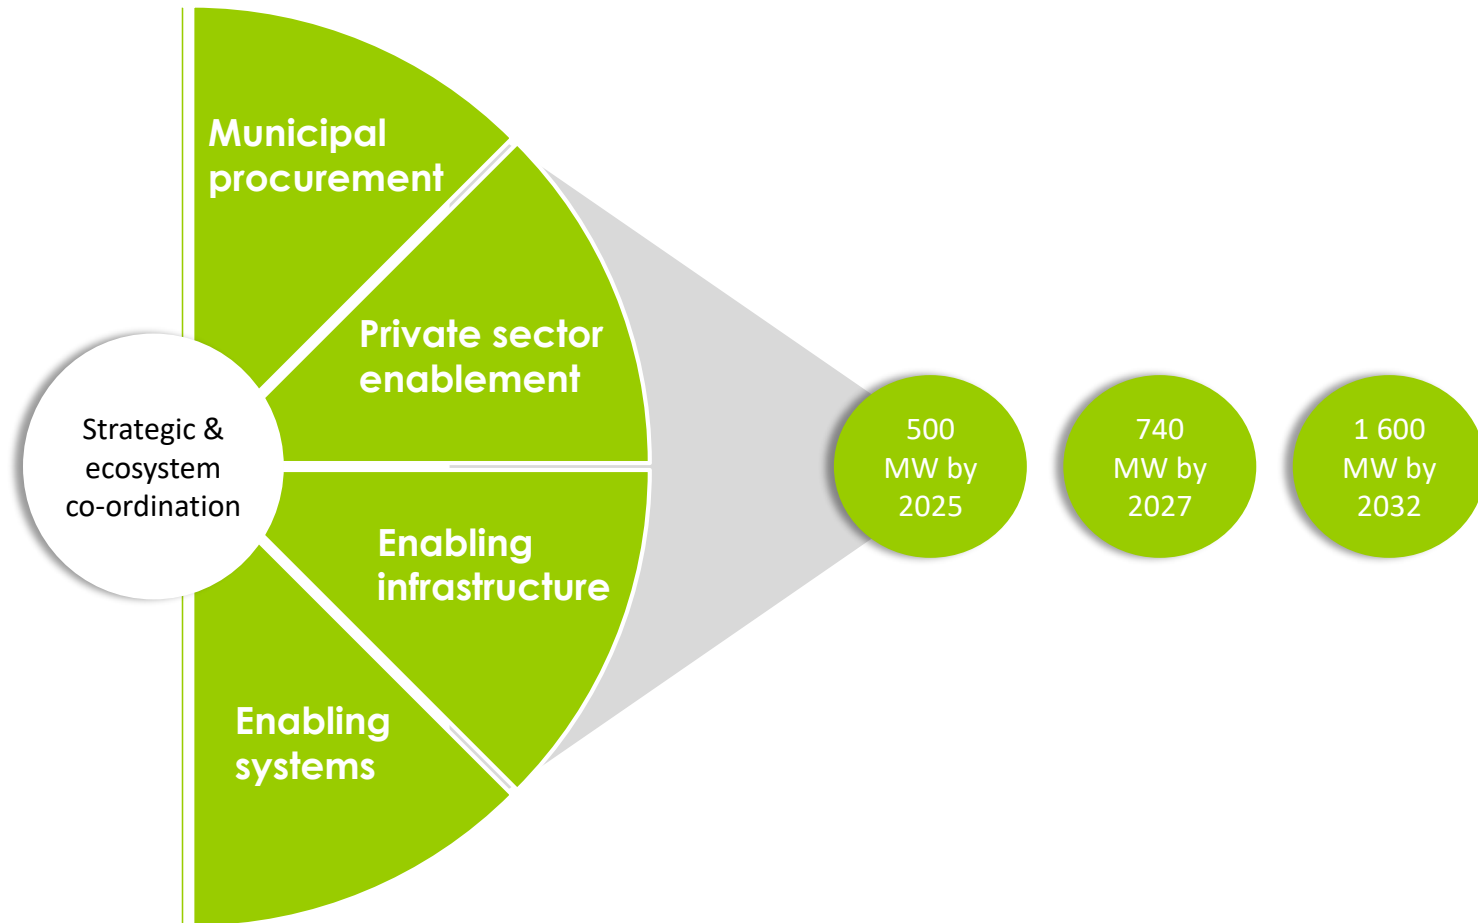 Municipal
procurement
Private sector
enablement
Strategic &
ecosystem
co-ordination
Enabling
infrastructure
Enabling
systems
500
MW by
2025
740
MW by
2027
1 600
MW by
2032